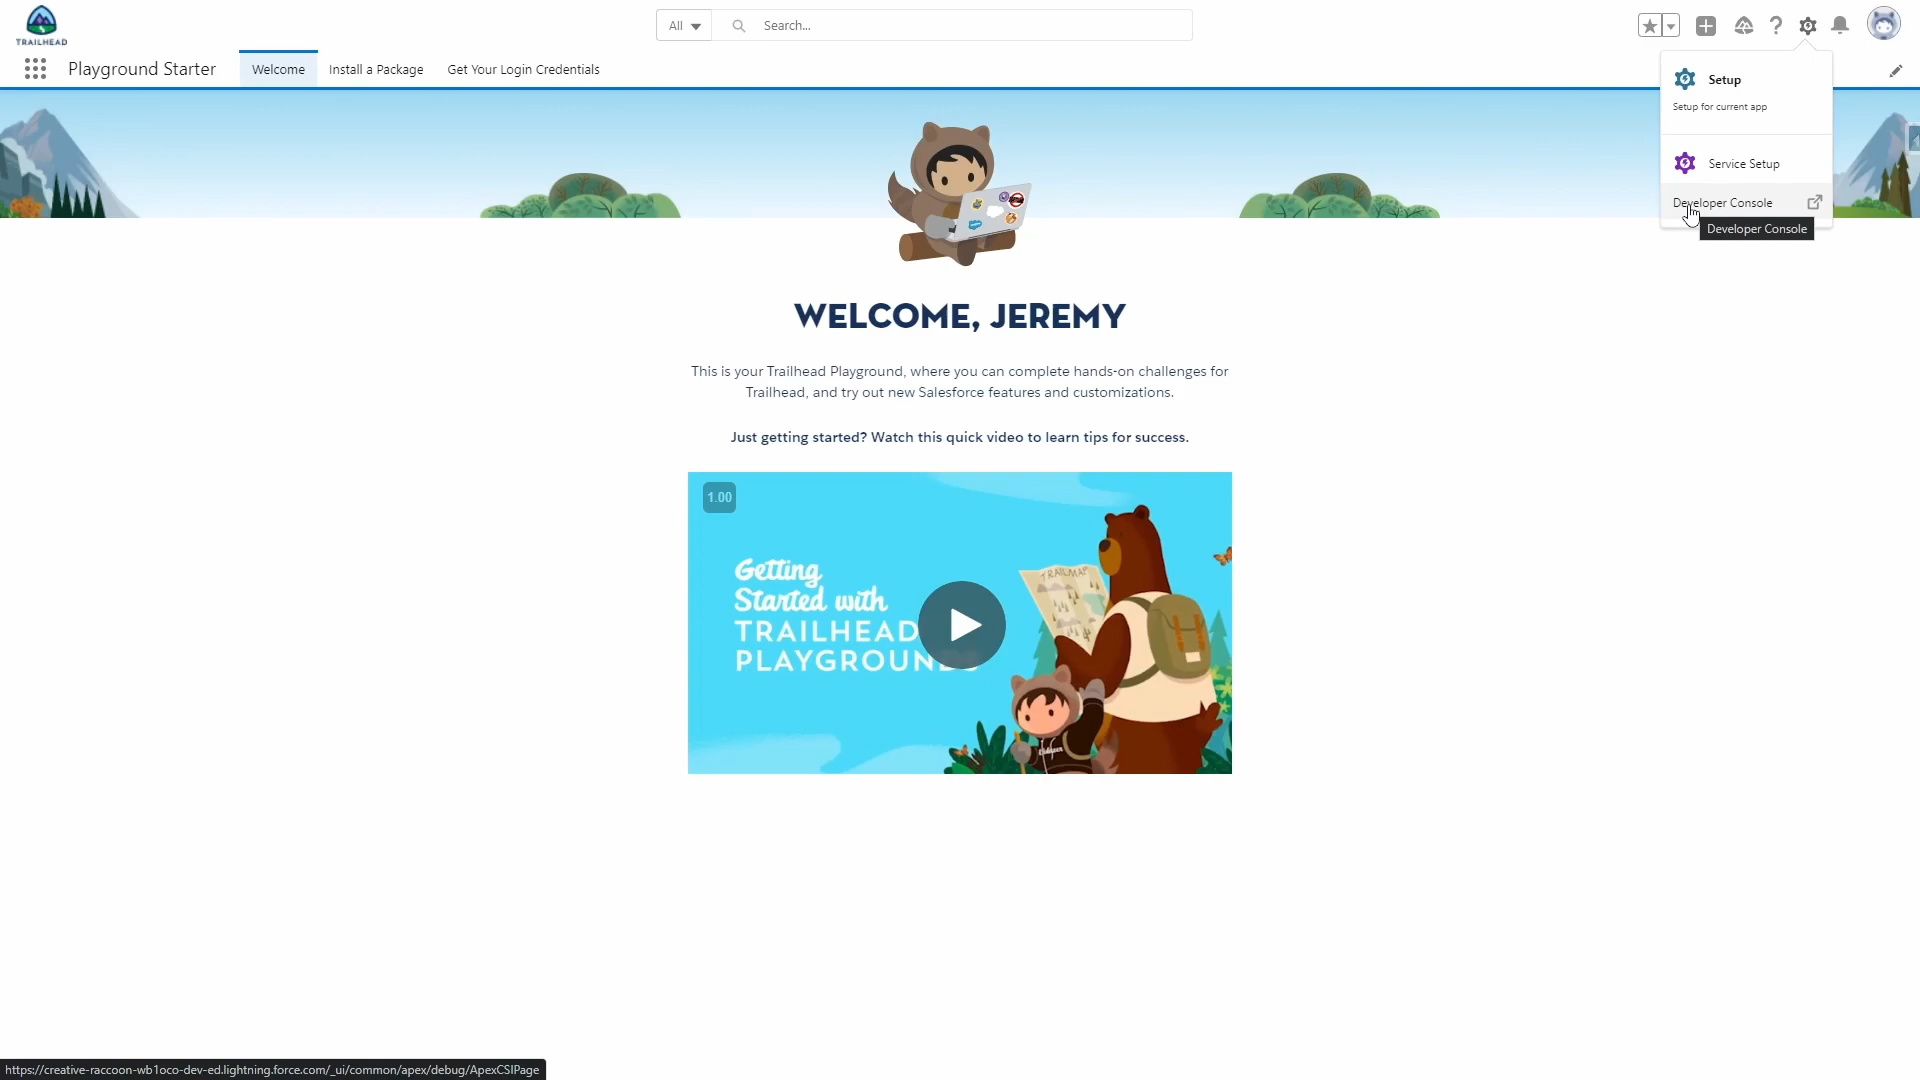 TRAILHEAD
All
Search...
Playground Starter
Welcome
Install a Package
Get Your Login Credentials
Setup
Setup for current app
Service Setup
Developer Console
Developer Console
WELCOME, JEREMY
This is your Trailhead Playground, where you can complete hands-on challenges for
Trailhead, and try out new Salesforce features and customizations.
Just getting started? Watch this quick video to learn tips for success.
1.00
Getting
Started with
TRAILHEAD
PLAYGROUNDS
TRAILMAP
https://creative-raccoon-wb1oco-dev-ed.lightning.force.com/_ui/common/apex/debug/ApexCSIPage